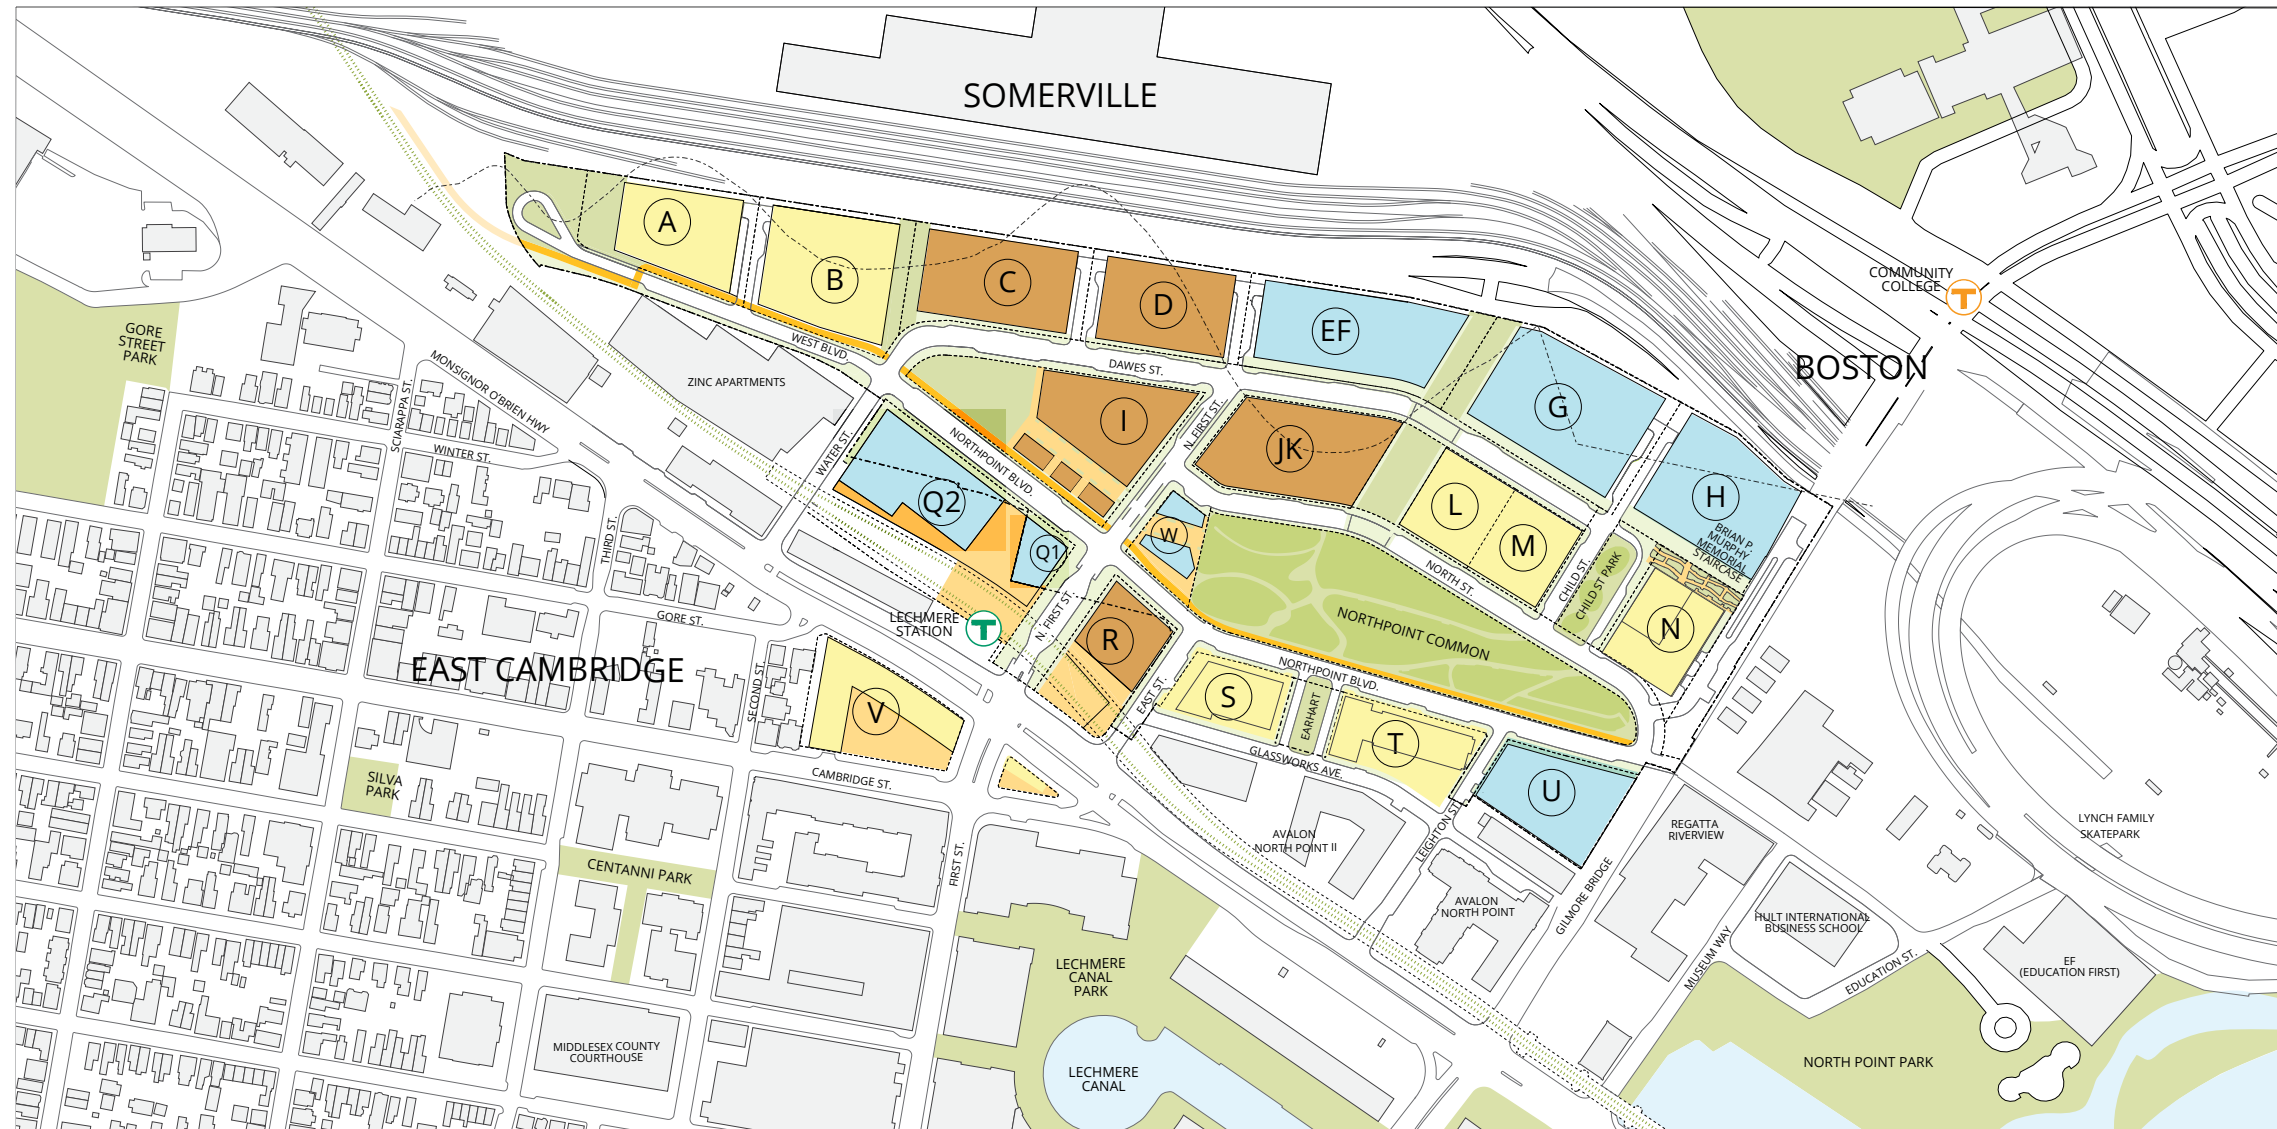 SOMERVILLE
COMMUNITY
COLLEGE
T
A
B
C
D
EF
G
H
I
JK
L
M
N
BOSTON
GORE
STREET
PARK
MONSIGNOR O'BRIEN HWY
SCIARAPPA ST.
WINTER ST.
ZINC APARTMENTS
WEST BLVD.
DAWES ST.
N. FIRST ST.
WATER ST.
NORTHPOINT BLVD.
Q2
Q1
W
BRIAN P.
MURPHY
MEMORIAL
STAIRCASE
THIRD ST.
GORE ST.
LECHMERE
STATION
T
N. FIRST ST.
R
NORTH ST.
CHILD ST.
CHILD ST PARK
NORTHPOINT COMMON
NORTHPOINT BLVD.
EAST CAMBRIDGE
SECOND ST.
V
EAST ST.
S
EARHART
T
U
GLASSWORKS AVE.
LEIGHTON ST.
SILVA
PARK
CAMBRIDGE ST.
FIRST ST.
CENTANNI PARK
AVALON
NORTH POINT II
AVALON
NORTH POINT
GILMORE BRIDGE
REGATTA
RIVERVIEW
LYNCH FAMILY
SKATEPARK
HULT INTERNATIONAL
BUSINESS SCHOOL
MUSEUM WAY
EDUCATION ST.
EF
(EDUCATION FIRST)
LECHMERE
CANAL
PARK
MIDDLESEX COUNTY
COURTHOUSE
LECHMERE
CANAL
NORTH POINT PARK